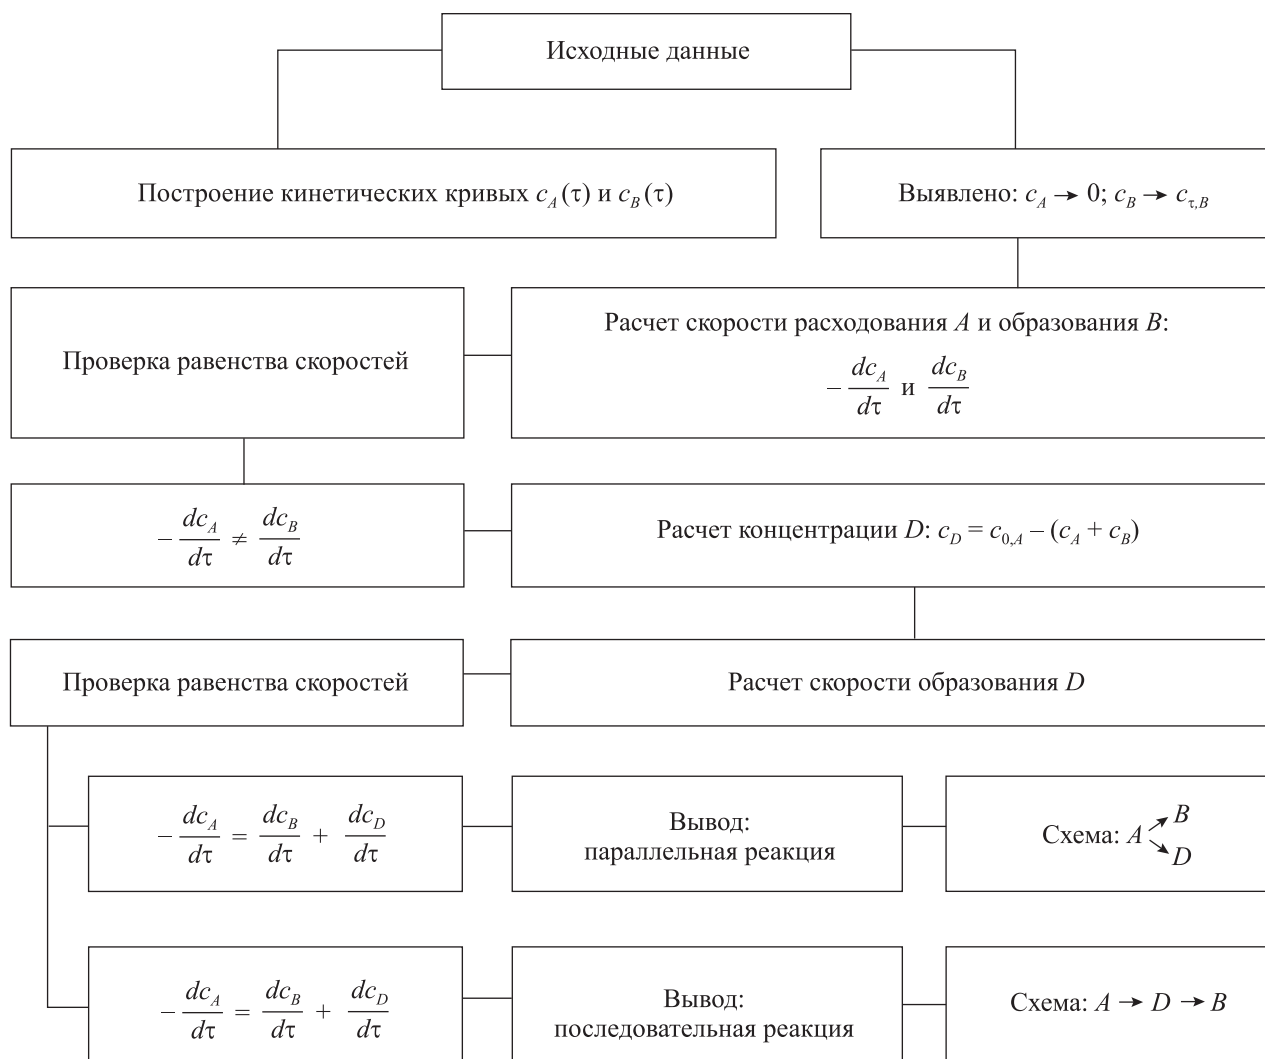 Исходные данные
Построение кинетических кривых c_A(τ) и c_B(τ)
Выявлено: c_A → 0; c_B → c_{τ,B}
Проверка равенства скоростей
Расчет скорости расходования A и образования B:
− dc_A/dτ и dc_B/dτ
− dc_A/dτ ≠ dc_B/dτ
Расчет концентрации D: c_D = c_{0,A} – (c_A + c_B)
Проверка равенства скоростей
Расчет скорости образования D
− dc_A/dτ = dc_B/dτ + dc_D/dτ
Вывод:
параллельная реакция
B
Схема: A
D
− dc_A/dτ = dc_B/dτ + dc_D/dτ
Вывод:
последовательная реакция
Схема: A → D → B